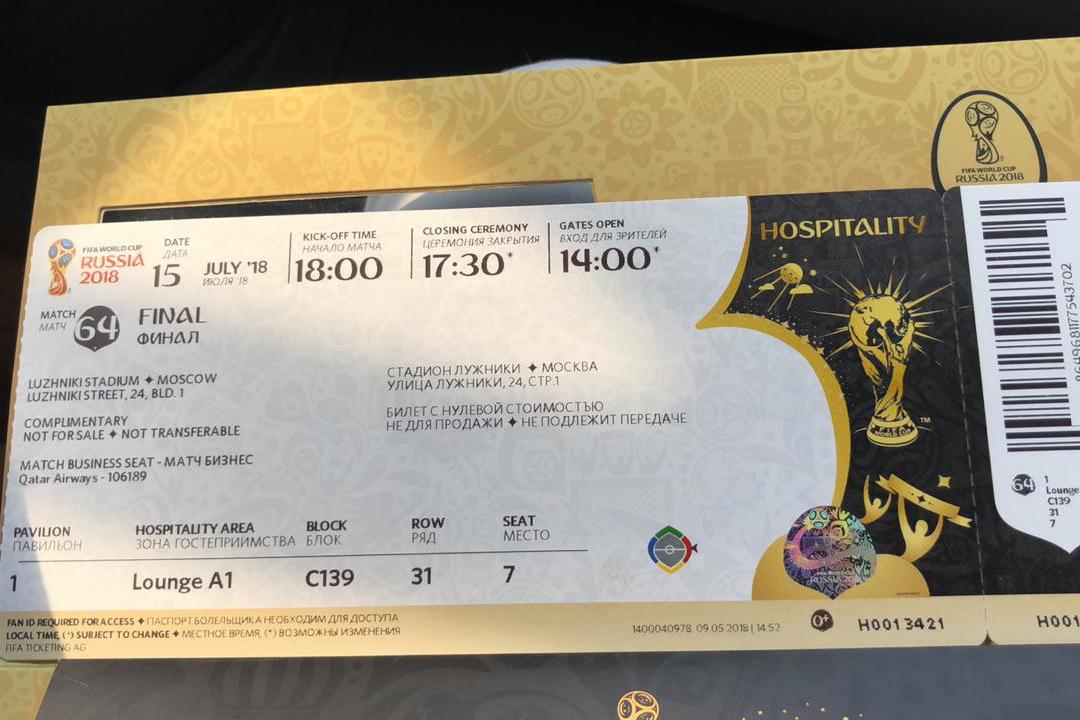 FIFA WORLD CUP
RUSSIA 2018
FIFA WORLD CUP
RUSSIA
2018
DATE
ДАТА
15 JULY '18
ИЮЛЯ '18
KICK-OFF TIME
НАЧАЛО МАТЧА
18:00
CLOSING CEREMONY
ЦЕРЕМОНИЯ ЗАКРЫТИЯ
17:30*
GATES OPEN
ВХОД ДЛЯ ЗРИТЕЛЕЙ
14:00*
HOSPITALITY
MATCH
МАТЧ
64
FINAL
ФИНАЛ
LUZHNIKI STADIUM ✦ MOSCOW
LUZHNIKI STREET, 24, BLD. 1
СТАДИОН ЛУЖНИКИ ✦ МОСКВА
УЛИЦА ЛУЖНИКИ, 24, СТР.1
COMPLIMENTARY
NOT FOR SALE ✦ NOT TRANSFERABLE
БИЛЕТ С НУЛЕВОЙ СТОИМОСТЬЮ
НЕ ДЛЯ ПРОДАЖИ ✦ НЕ ПОДЛЕЖИТ ПЕРЕДАЧЕ
MATCH BUSINESS SEAT - МАТЧ БИЗНЕС
Qatar Airways - 106189
FIFA
WORLD CUP
TM
PAVILION
ПАВИЛЬОН
1
HOSPITALITY AREA
ЗОНА ГОСТЕПРИИМСТВА
Lounge A1
BLOCK
БЛОК
C139
ROW
РЯД
31
SEAT
МЕСТО
7
FAN ID REQUIRED FOR ACCESS ✦ ПАСПОРТ БОЛЕЛЬЩИКА НЕОБХОДИМ ДЛЯ ДОСТУПА
LOCAL TIME, (*) SUBJECT TO CHANGE ✦ МЕСТНОЕ ВРЕМЯ, (*) ВОЗМОЖНЫ ИЗМЕНЕНИЯ
FIFA TICKETING AG
1400040978 09.05.2018 | 14:52
0+
H0013421
64
1
Lounge
C139
31
7
H001